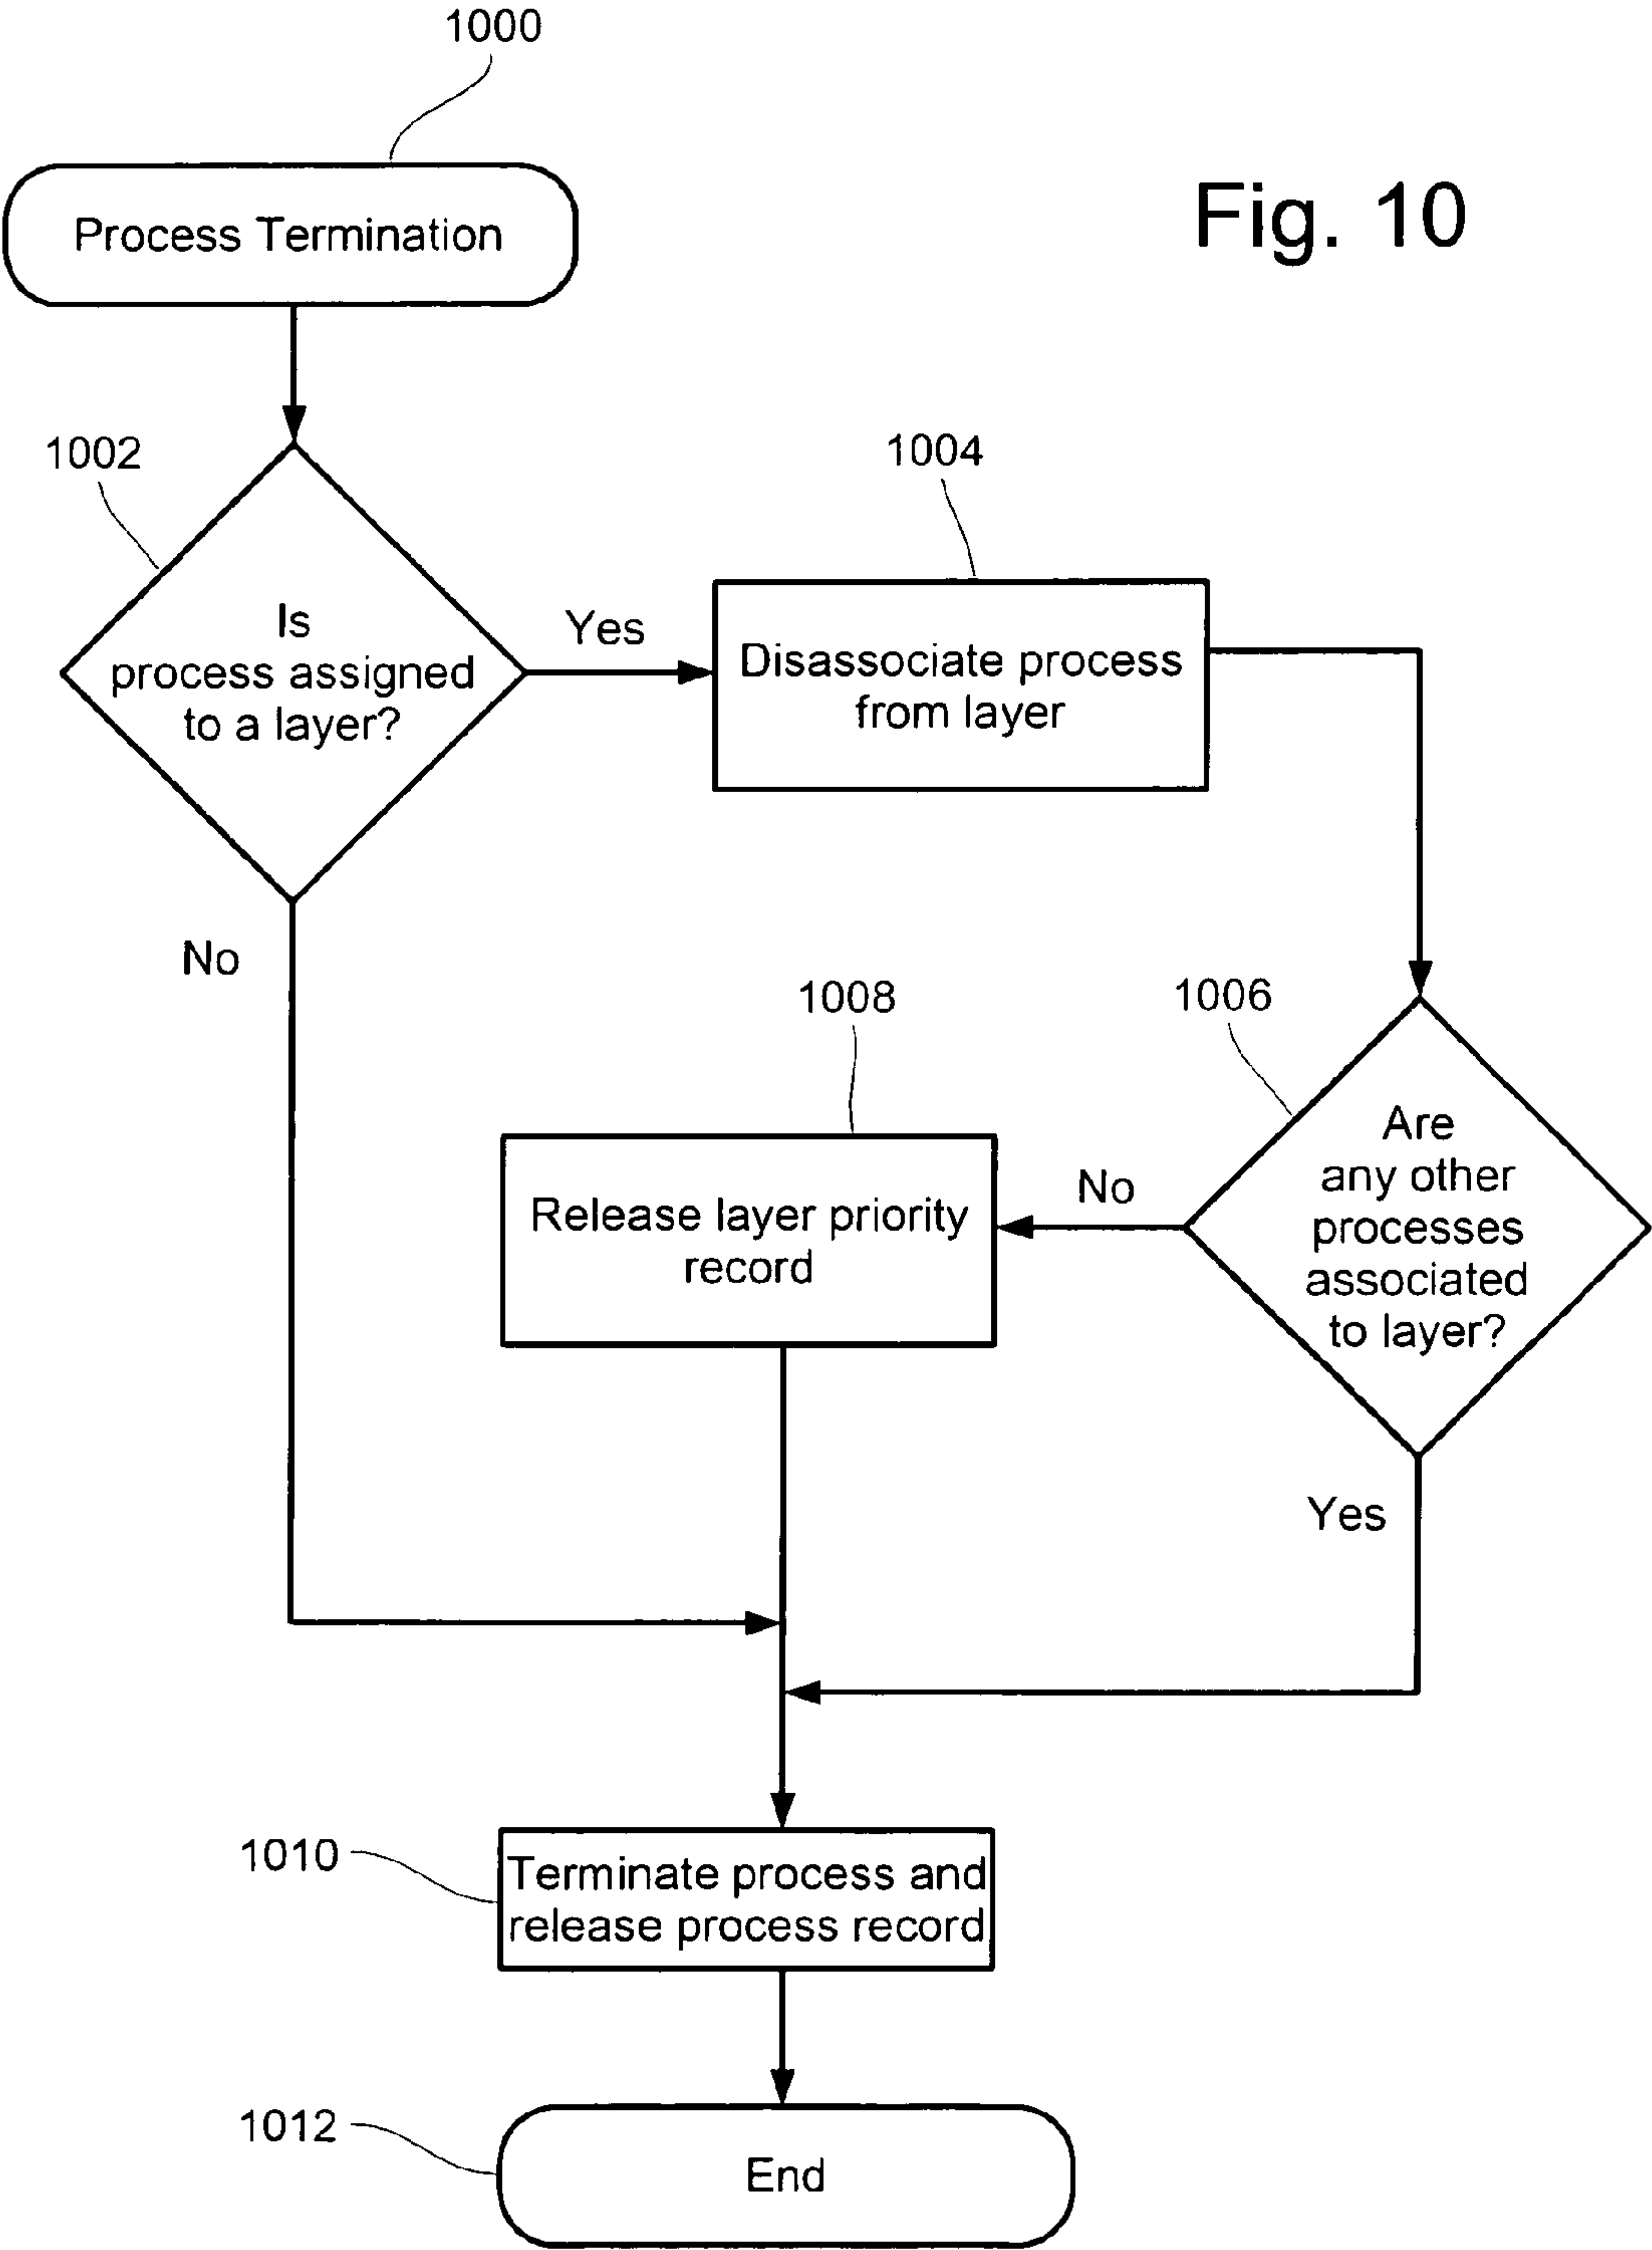 1000
Fig. 10
Process Termination
1002
Is
process assigned
to a layer?
Yes
No
1004
Disassociate process
from layer
1006
Are
any other
processes
associated
to layer?
No
Yes
1008
Release layer priority
record
1010
Terminate process and
release process record
1012
End